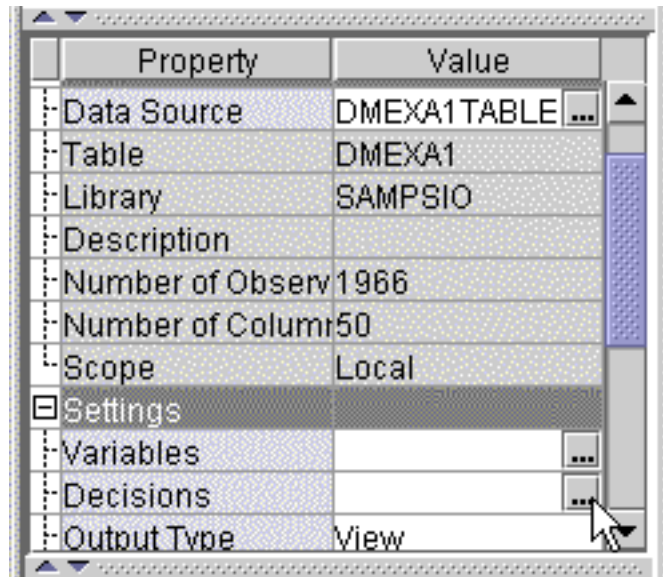 Property Value
Data Source DMEXA1TABLE ...
Table DMEXA1
Library SAMPSIO
Description
Number of Observ 1966
Number of Colum 50
Scope Local
Settings
Variables ...
Decisions ...
Output Type View